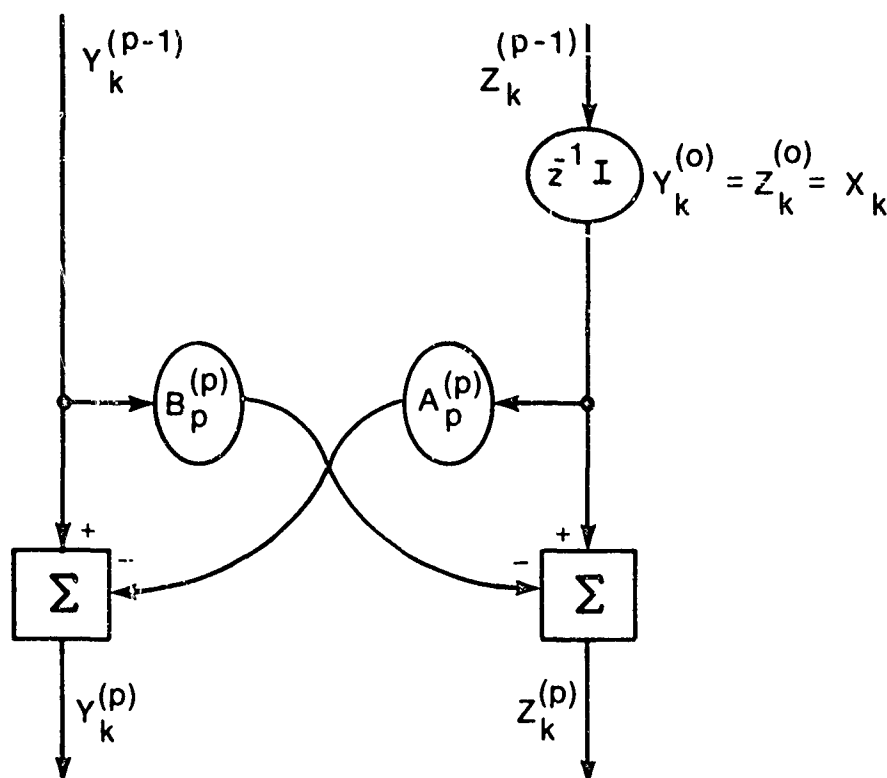 Y_k^(p-1)
Z_k^(p-1)
z^-1 I
Y_k^(o) = Z_k^(o) = X_k
B_p^(p)
A_p^(p)
+
-
Σ
+
-
Σ
Y_k^(p)
Z_k^(p)